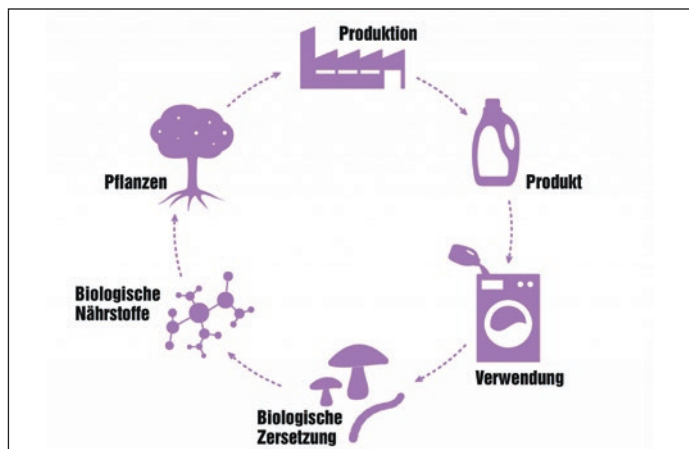 Produktion
Produkt
Verwendung
Biologische
Zersetzung
Biologische
Nährstoffe
Pflanzen